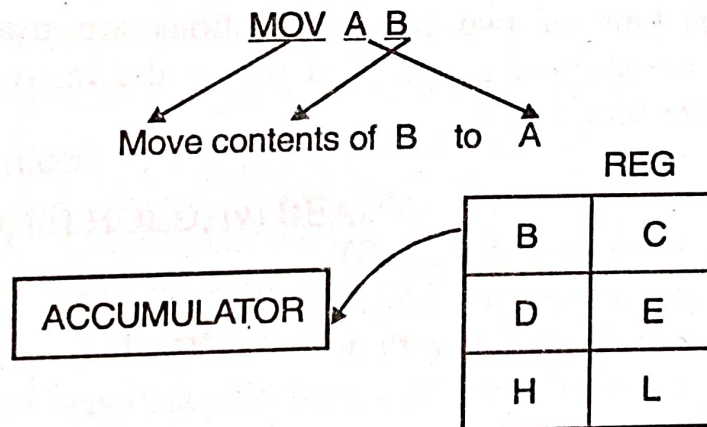 MOV A B
Move contents of B to A
REG
B C
ACCUMULATOR
D E
H L